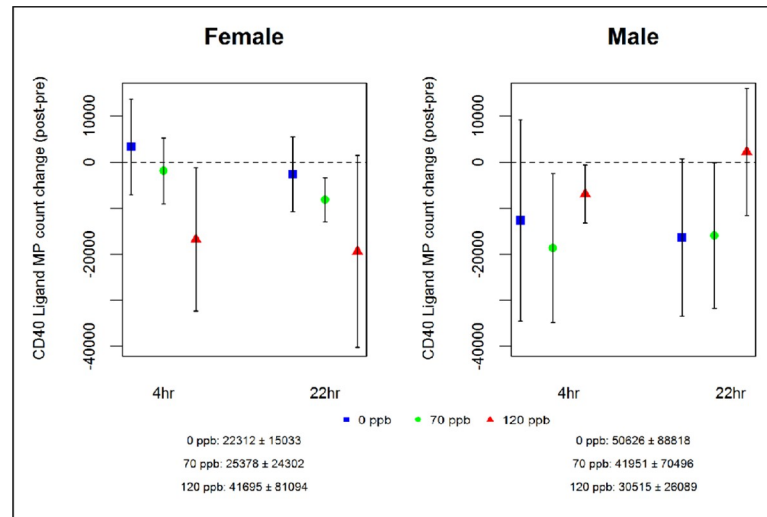 Female
Male
CD40 Ligand MP count change (post-pre)
10000
0
-20000
-40000
4hr
22hr
CD40 Ligand MP count change (post-pre)
10000
0
-20000
-40000
4hr
22hr
0 ppb 70 ppb 120 ppb
0 ppb: 22312 ± 15033
70 ppb: 25378 ± 24302
120 ppb: 41695 ± 81094
0 ppb: 50626 ± 88818
70 ppb: 41951 ± 70496
120 ppb: 30515 ± 26089